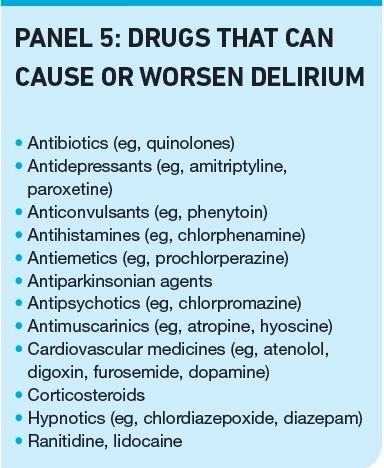 PANEL 5: DRUGS THAT CAN
CAUSE OR WORSEN DELIRIUM
• Antibiotics (eg, quinolones)
• Antidepressants (eg, amitriptyline,
paroxetine)
• Anticonvulsants (eg, phenytoin)
• Antihistamines (eg, chlorphenamine)
• Antiemetics (eg, prochlorperazine)
• Antiparkinsonian agents
• Antipsychotics (eg, chlorpromazine)
• Antimuscarinics (eg, atropine, hyoscine)
• Cardiovascular medicines (eg, atenolol,
digoxin, furosemide, dopamine)
• Corticosteroids
• Hypnotics (eg, chlordiazepoxide, diazepam)
• Ranitidine, lidocaine